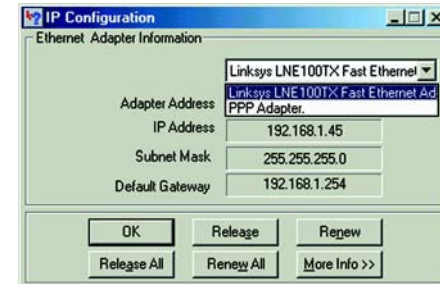 IP Configuration
Ethernet Adapter Information
Linksys LNE100TX Fast Ethernet
Linksys LNE100TX Fast Ethernet Ad
PPP Adapter.
Adapter Address
IP Address 192.168.1.45
Subnet Mask 255.255.255.0
Default Gateway 192.168.1.254
OK Release Renew
Release All Renew All More Info >>